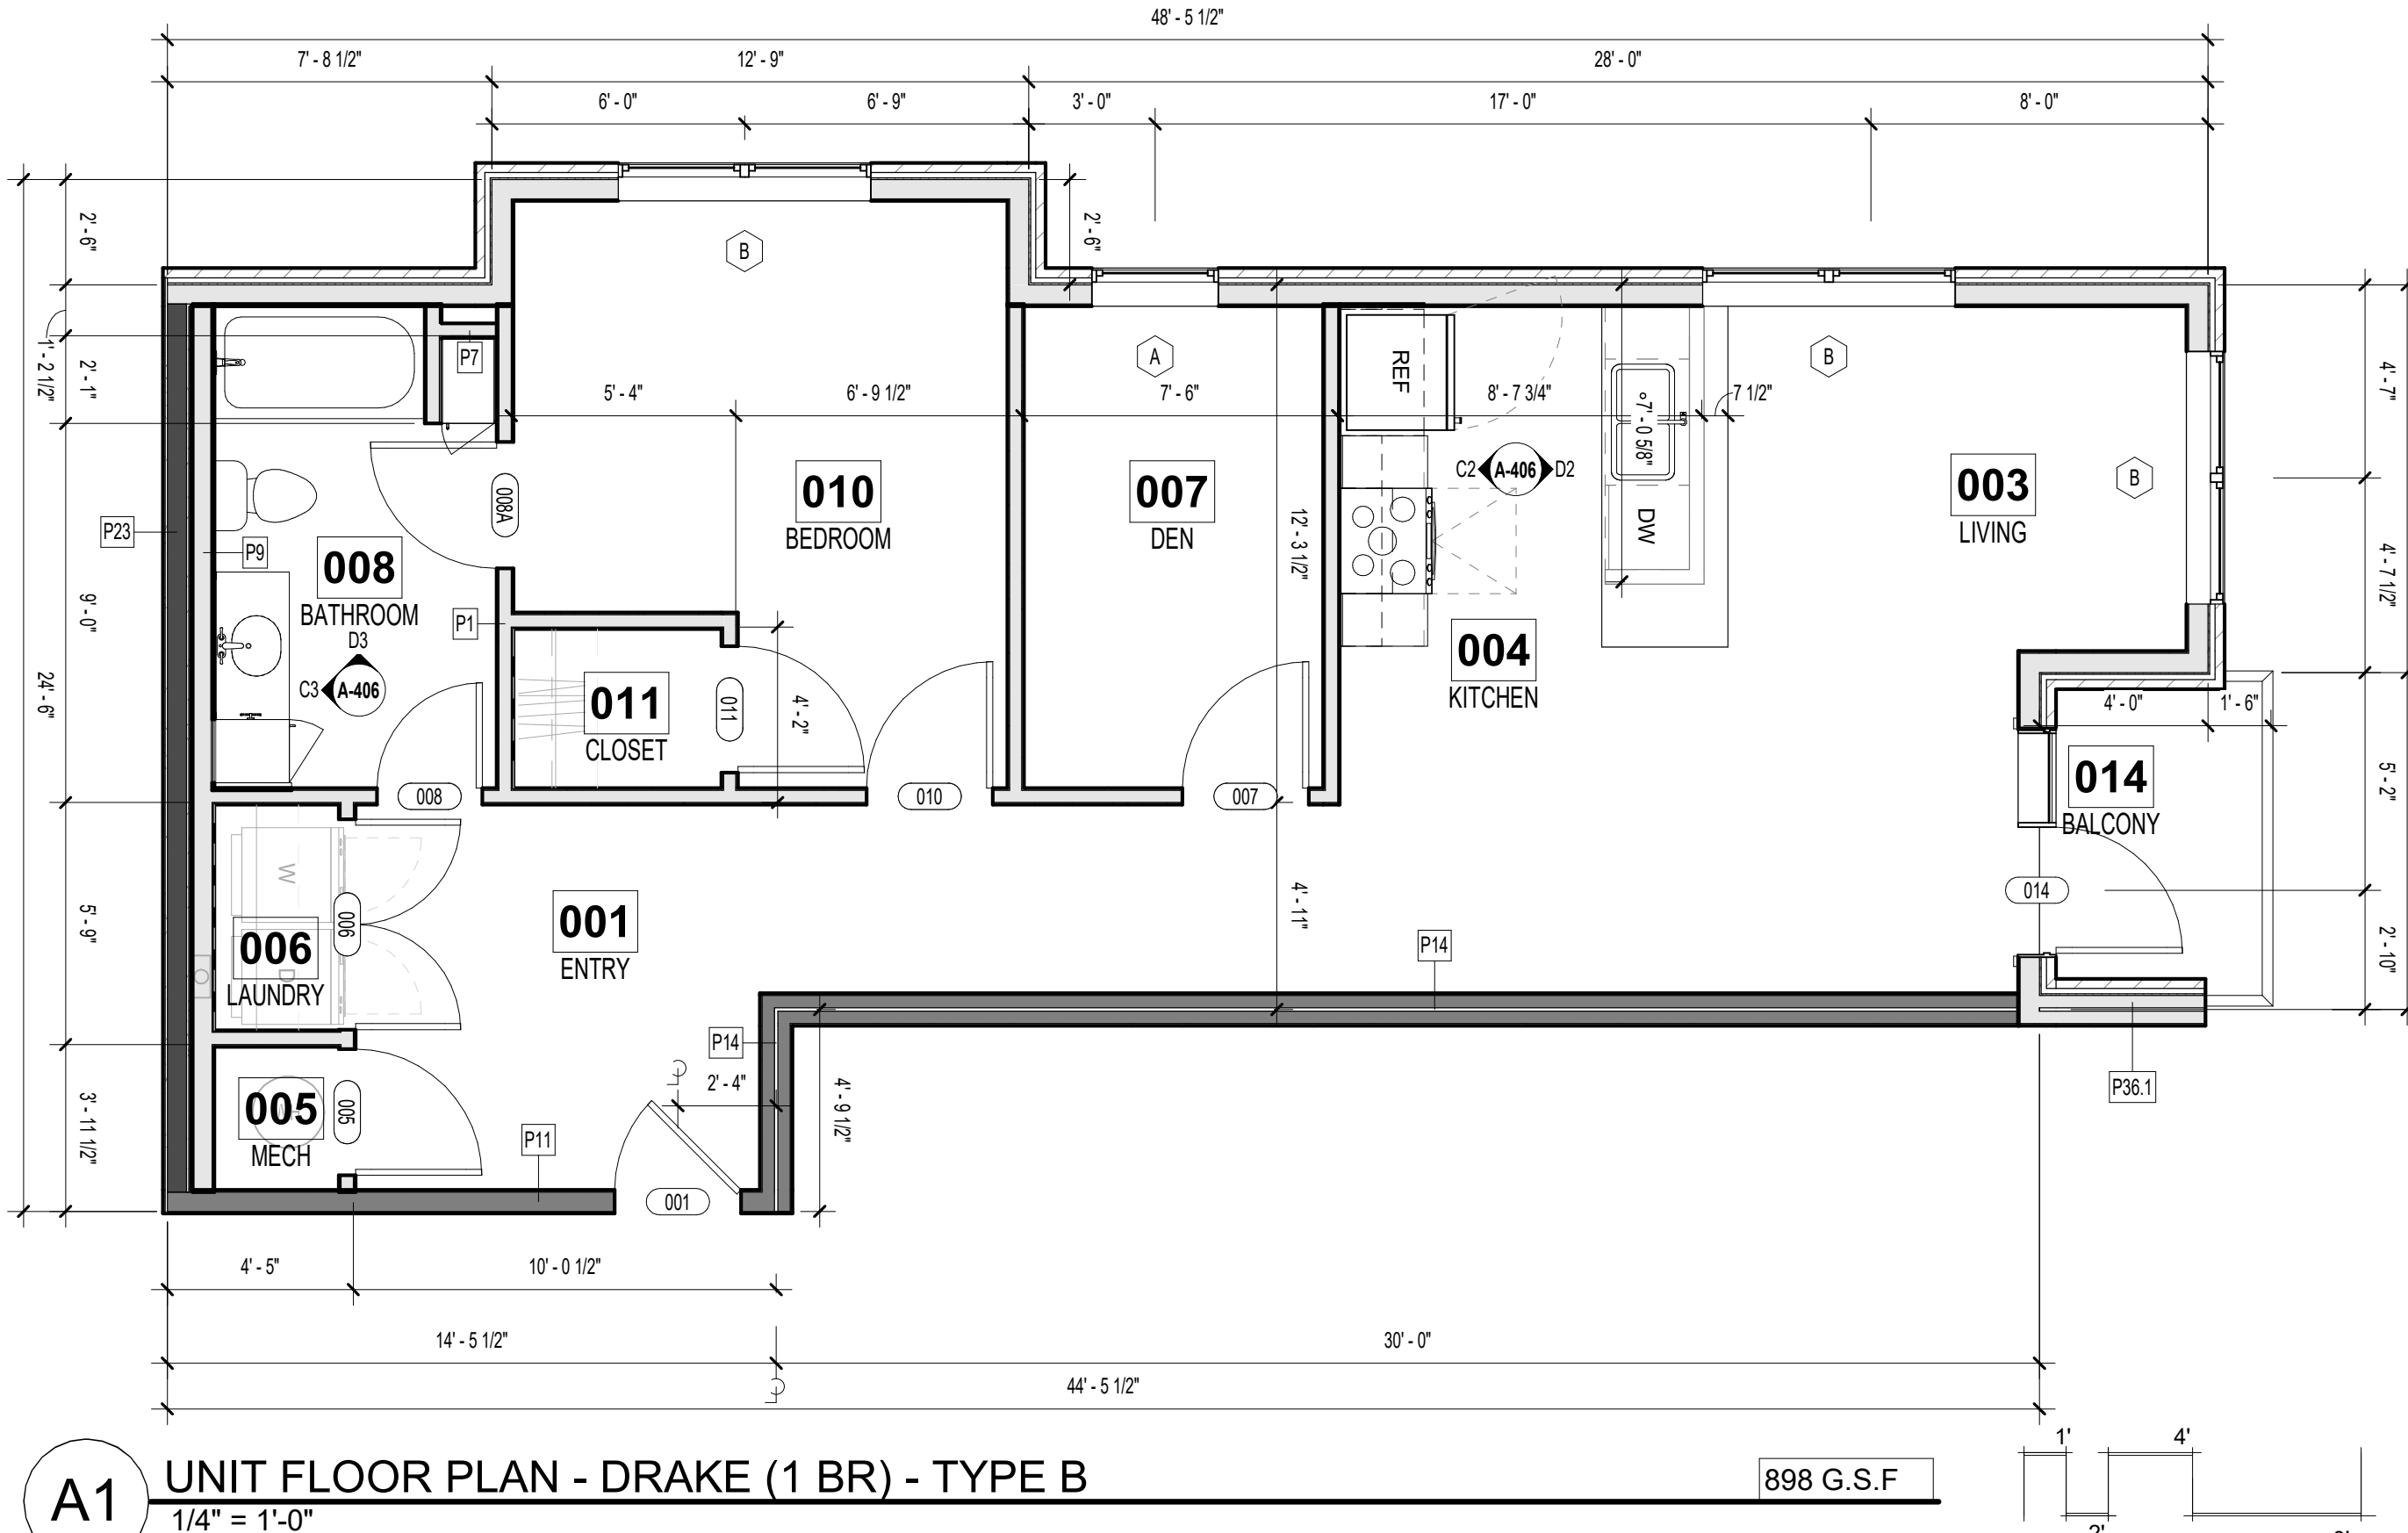 48' - 5 1/2"
7' - 8 1/2"
12' - 9"
28' - 0"
6' - 0"
6' - 9"
3' - 0"
17' - 0"
8' - 0"
2' - 6"
2' - 6"
B
1' - 2 1/2"
2' - 1"
P7
A
B
REF
5' - 4"
6' - 9 1/2"
7' - 6"
8' - 7 3/4"
7 1/2"
7' - 0 5/8"
4' - 7"
C2
A-406
D2
B
010
BEDROOM
007
DEN
003
LIVING
008A
P23
P9
12' - 3 1/2"
DW
4' - 7 1/2"
008
BATHROOM
D3
C3
A-406
P1
9' - 0"
24' - 6"
004
KITCHEN
011
CLOSET
011
4' - 2"
4' - 0"
1' - 6"
014
BALCONY
5' - 2"
008
010
007
W
006
006
LAUNDRY
D
001
ENTRY
5' - 9"
4' - 11"
014
P14
2' - 10"
P14
2' - 4"
4' - 9 1/2"
P36.1
005
MECH
005
3' - 11 1/2"
P11
001
4' - 5"
10' - 0 1/2"
14' - 5 1/2"
30' - 0"
44' - 5 1/2"
A1
UNIT FLOOR PLAN - DRAKE (1 BR) - TYPE B
898 G.S.F
1/4" = 1'-0"
1'
4'
2'